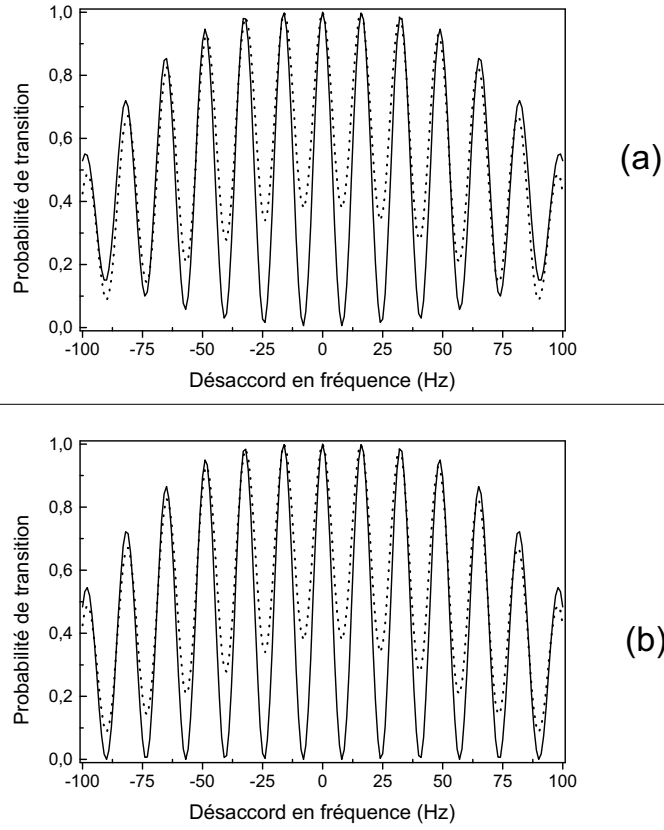 1,0
0,8
0,6
0,4
0,2
0,0
Probabilité de transition
-100 -75 -50 -25 0 25 50 75 100
Désaccord en fréquence (Hz)
(a)
1,0
0,8
0,6
0,4
0,2
0,0
Probabilité de transition
-100 -75 -50 -25 0 25 50 75 100
Désaccord en fréquence (Hz)
(b)